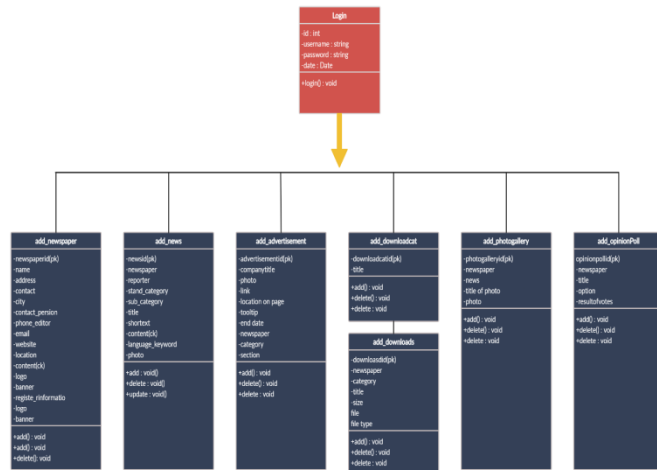 Login
-id : int
-username : string
-password : string
-date : Date
+login() : void
add_newspaper
-newspaperid(pk)
-name
-address
-contact
-city
-contact_pension
-phone_editor
-email
-website
-location
-content(ck)
-logo
-banner
-registe_rinformatio
-logo
-banner
+add() : void
+add() : void
+delete(): void
add_news
-newsid(pk)
-newspaper
-reporter
-stand_category
-sub_category
-title
-shortext
-content(ck)
-language_keyword
-photo
+add : void()
+delete : void()
+update : void()
add_advertisement
-advertisementid(pk)
-companytitle
-photo
-link
-location on page
-tooltip
-end date
-newspaper
-category
-section
+add() : void
+delete() : void
+delete : void
add_downloadcat
-downloadcatid(pk)
-title
+add() : void
+delete() : void
+delete : void
add_downloads
-downloasdid(pk)
-newspaper
-category
-title
-size
file
file type
+add() : void
+delete() : void
+delete : void
add_photogallery
-photogalleryid(pk)
-newspaper
-news
-title of photo
-photo
+add() : void
+delete() : void
+delete : void
add_opinionPoll
opinionpollid(pk)
-newspaper
-title
-option
-resultofvotes
+add() : void
+delete() : void
+delete : void